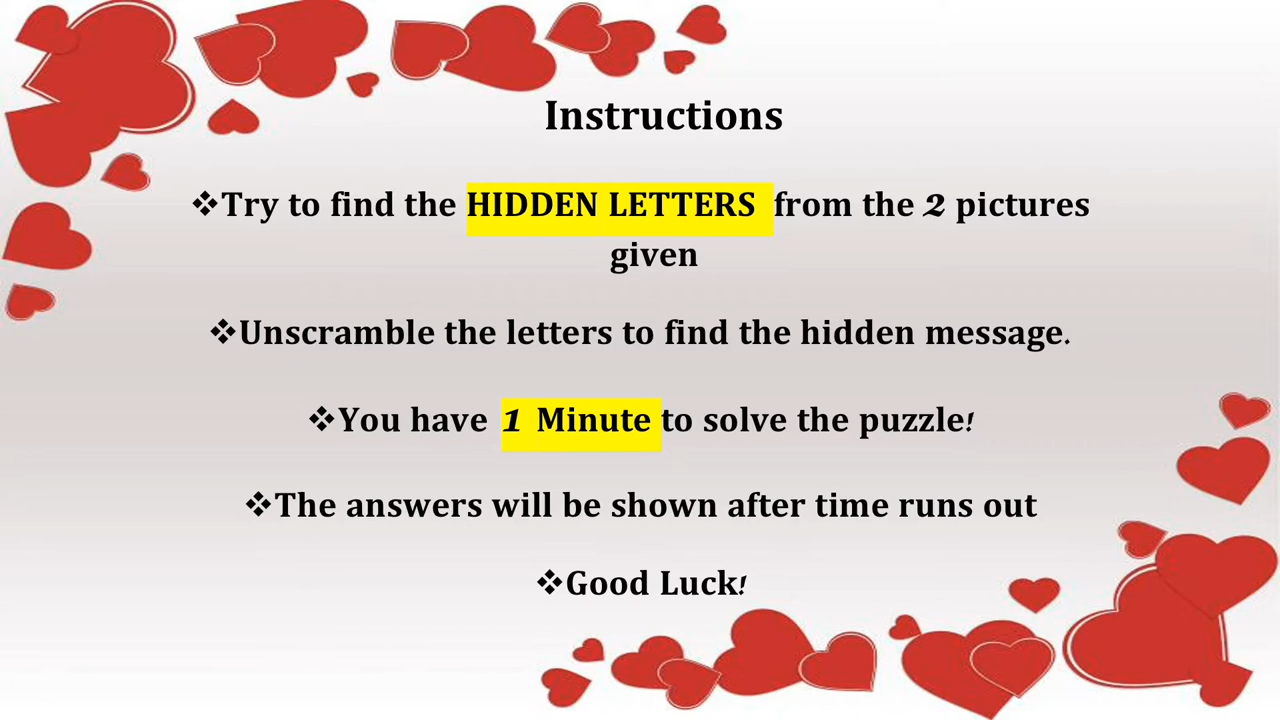 Instructions
❖Try to find the HIDDEN LETTERS from the 2 pictures
given
❖Unscramble the letters to find the hidden message.
❖You have 1 Minute to solve the puzzle!
❖The answers will be shown after time runs out
❖Good Luck!